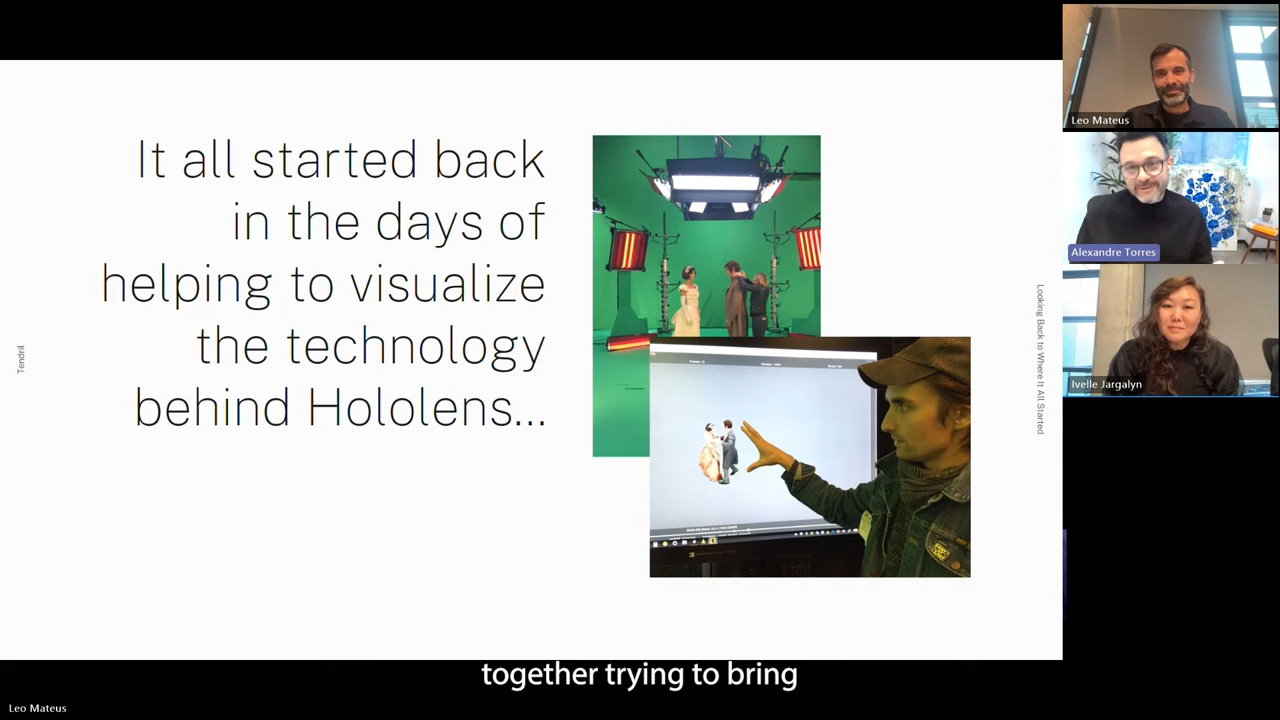 It all started back
in the days of
helping to visualize
the technology
behind Hololens...
Tendril
Looking Back to Where It All Started
Leo Mateus
Alexandre Torres
Ivelle Jargalyn
together trying to bring
Leo Mateus